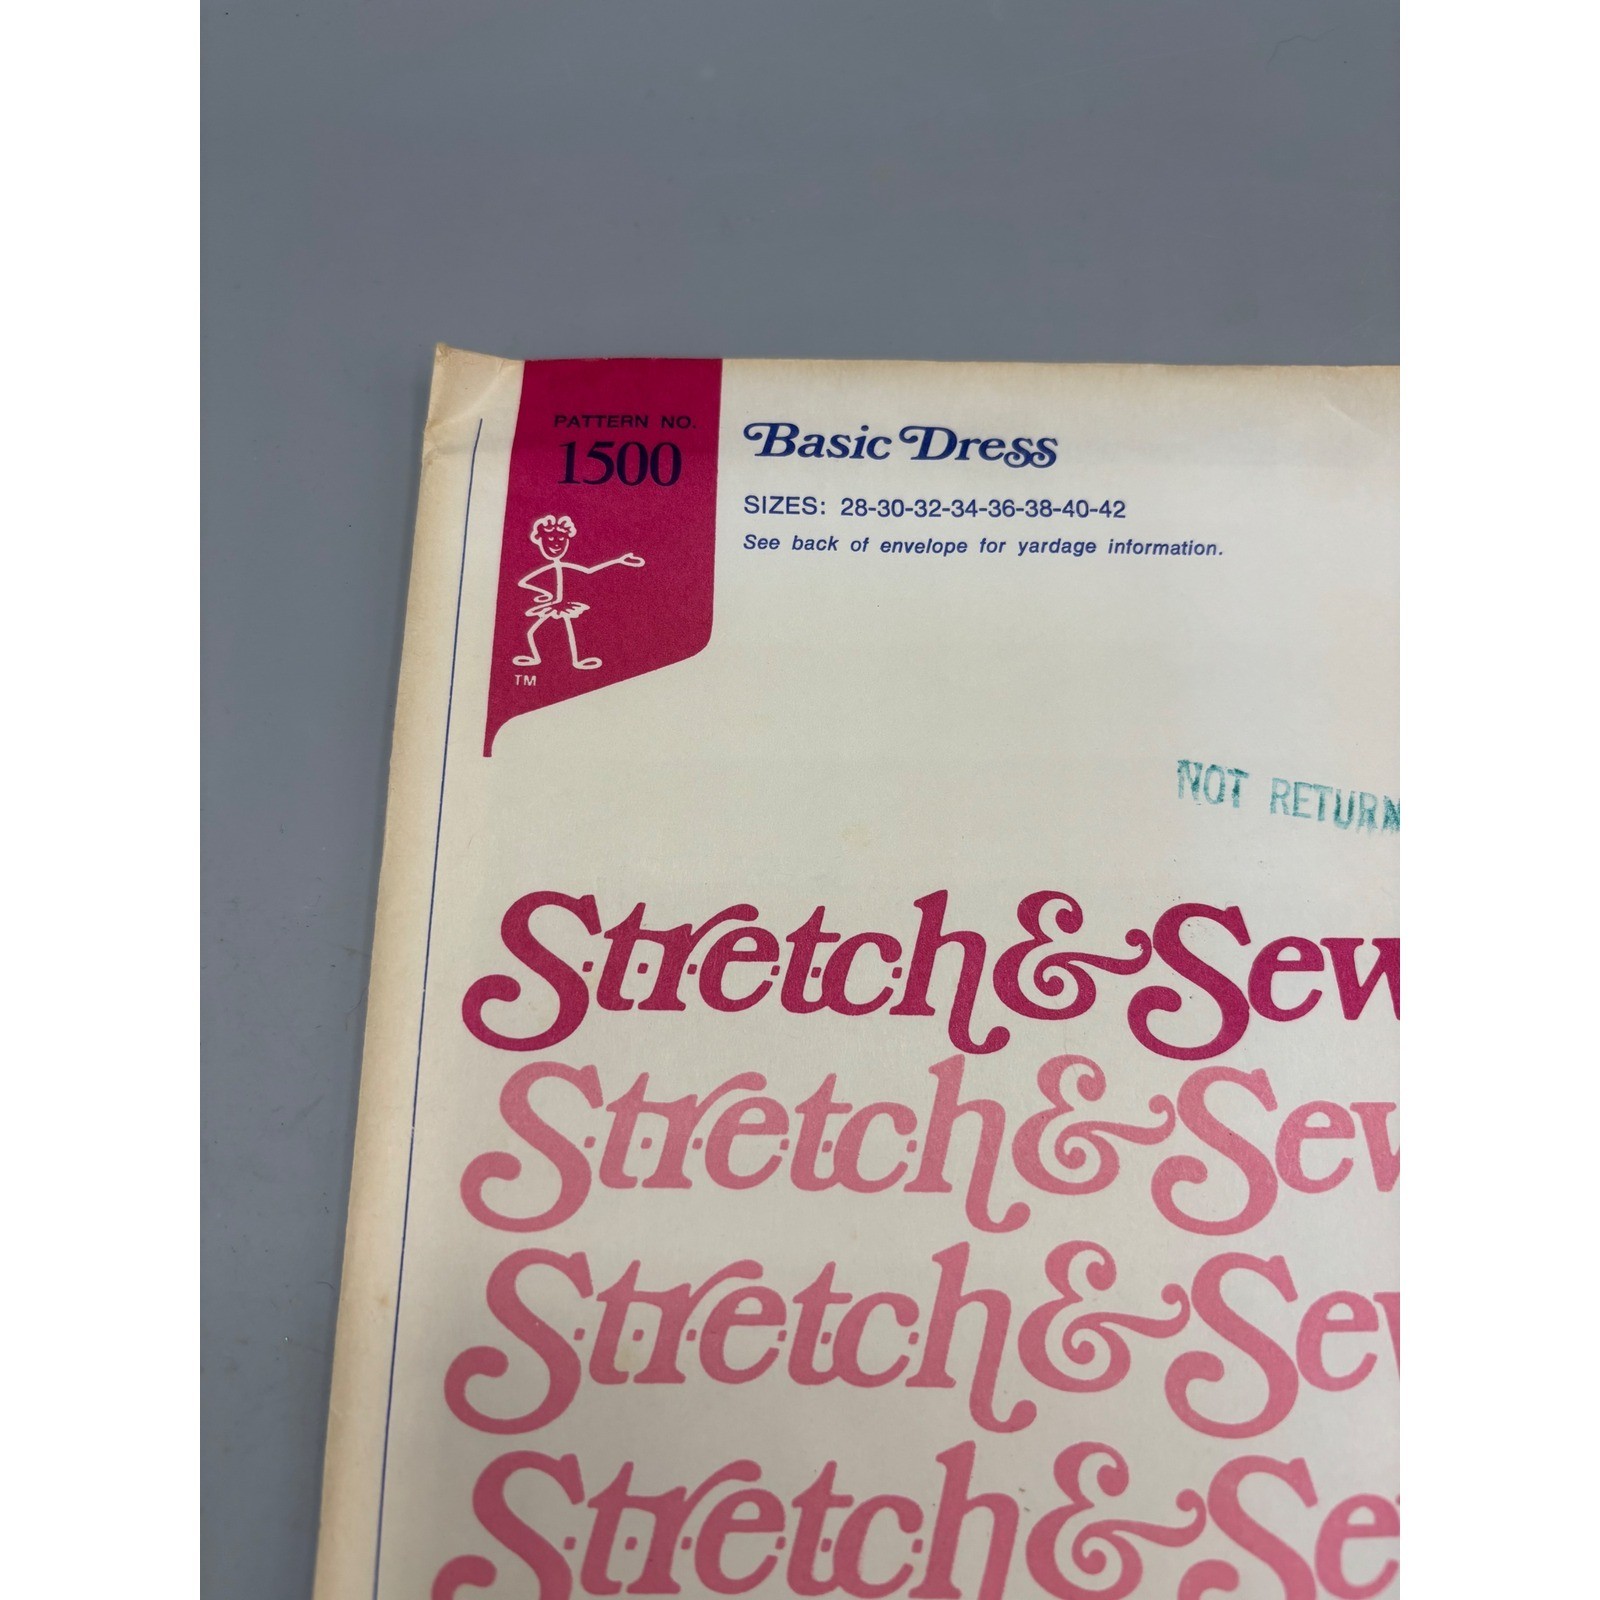 PATTERN NO.
1500
TM
Basic Dress
SIZES: 28-30-32-34-36-38-40-42
See back of envelope for yardage information.
NOT RETURN
Stretch & Sew
Stretch & Sew
Stretch & Sew
Stretch & Se